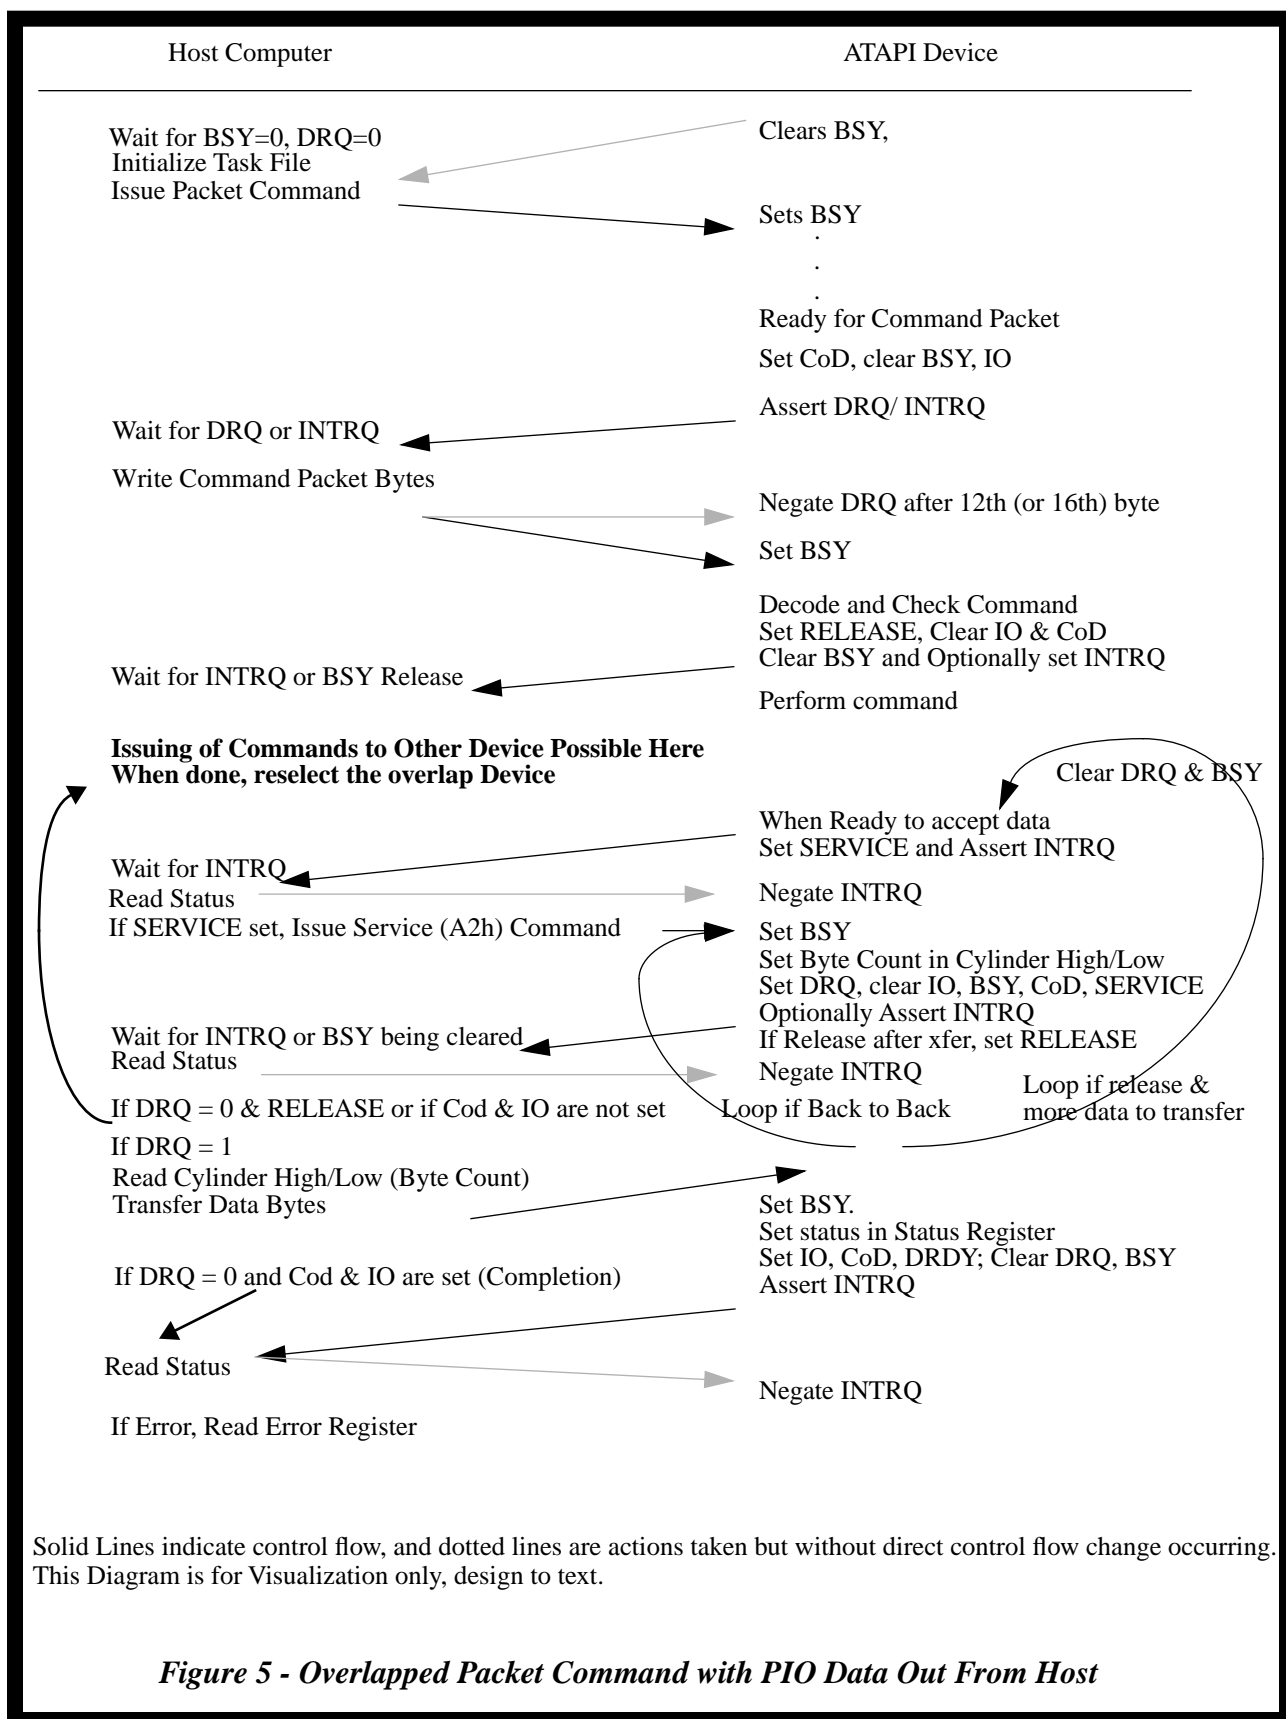 Host Computer
ATAPI Device
Clears BSY,
Wait for BSY=0, DRQ=0
Initialize Task File
Issue Packet Command
Sets BSY
.
.
.
Ready for Command Packet
Set CoD, clear BSY, IO
Assert DRQ/ INTRQ
Wait for DRQ or INTRQ
Write Command Packet Bytes
Negate DRQ after 12th (or 16th) byte
Set BSY
Decode and Check Command
Set RELEASE, Clear IO & CoD
Clear BSY and Optionally set INTRQ
Wait for INTRQ or BSY Release
Perform command
Issuing of Commands to Other Device Possible Here
When done, reselect the overlap Device
Clear DRQ & BSY
When Ready to accept data
Set SERVICE and Assert INTRQ
Wait for INTRQ
Read Status
Negate INTRQ
If SERVICE set, Issue Service (A2h) Command
Set BSY
Set Byte Count in Cylinder High/Low
Set DRQ, clear IO, BSY, CoD, SERVICE
Optionally Assert INTRQ
Wait for INTRQ or BSY being cleared
If Release after xfer, set RELEASE
Read Status
Negate INTRQ
Loop if release &
more data to transfer
If DRQ = 0 & RELEASE or if Cod & IO are not set
Loop if Back to Back
If DRQ = 1
Read Cylinder High/Low (Byte Count)
Transfer Data Bytes
Set BSY.
Set status in Status Register
Set IO, CoD, DRDY; Clear DRQ, BSY
Assert INTRQ
If DRQ = 0 and Cod & IO are set (Completion)
Read Status
Negate INTRQ
If Error, Read Error Register
Solid Lines indicate control flow, and dotted lines are actions taken but without direct control flow change occurring.
This Diagram is for Visualization only, design to text.
Figure 5 - Overlapped Packet Command with PIO Data Out From Host